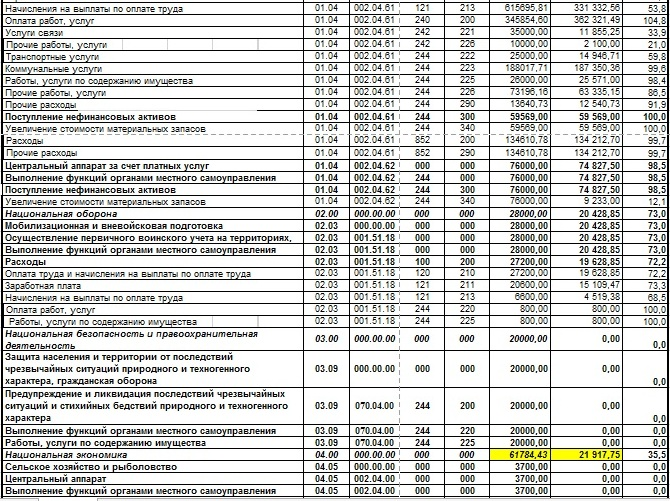 Начисления на выплаты по оплате труда 01.04 002.04.61 121 213 615695,81 331 332,56 53,8
Оплата работ, услуг 01.04 002.04.61 240 200 345854,60 362 321,49 104,8
Услуги связи 01.04 002.04.61 242 221 35000,00 11 855,25 33,9
Прочие работы, услуги 01.04 002.04.61 242 226 10000,00 2 100,00 21,0
Транспортные услуги 01.04 002.04.61 244 222 25000,00 14 946,71 59,8
Коммунальные услуги 01.04 002.04.61 244 223 188017,71 187 350,36 99,6
Работы, услуги по содержанию имущества 01.04 002.04.61 244 225 26000,00 25 571,00 98,4
Прочие работы, услуги 01.04 002.04.61 244 226 73196,16 63 335,15 86,5
Прочие расходы 01.04 002.04.61 244 290 13640,73 12 540,73 91,9
Поступление нефинансовых активов 01.04 002.04.61 244 300 59569,00 59 569,00 100,0
Увеличение стоимости материальных запасов 01.04 002.04.61 244 340 59569,00 59 569,00 100,0
Расходы 01.04 002.04.61 852 200 134610,78 134 212,70 99,7
Прочие расходы 01.04 002.04.61 852 290 134610,78 134 212,70 99,7
Центральный аппарат за счет платных услуг 01.04 002.04.62 000 000 76000,00 74 827,50 98,5
Выполнение функций органами местного самоуправления 01.04 002.04.62 244 000 76000,00 74 827,50 98,5
Поступление нефинансовых активов 01.04 002.04.62 244 300 76000,00 74 827,50 98,5
Увеличение стоимости материальных запасов 01.04 002.04.62 244 340 76000,00 9 233,00 12,1
Национальная оборона 02.00 000.00.00 000 000 28000,00 20 428,85 73,0
Мобилизационная и вневойсковая подготовка 02.03 000.00.00 000 000 28000,00 20 428,85 73,0
Осуществление первичного воинского учета на территориях, 02.03 001.51.18 000 000 28000,00 20 428,85 73,0
Выполнение функций органами местного самоуправления 02.03 001.51.18 000 000 28000,00 20 428,85 73,0
Расходы 02.03 001.51.18 100 200 27200,00 19 628,85 72,2
Оплата труда и начисления на выплаты по оплате труда 02.03 001.51.18 120 210 27200,00 19 628,85 72,2
Заработная плата 02.03 001.51.18 121 211 20600,00 15 109,47 73,3
Начисления на выплаты по оплате труда 02.03 001.51.18 121 213 6600,00 4 519,38 68,5
Оплата работ, услуг 02.03 001.51.18 244 220 800,00 800,00 100,0
Работы, услуги по содержанию имущества 02.03 001.51.18 244 225 800,00 800,00 100,0
Национальная безопасность и правоохранительная
деятельность 03.00 000.00.00 000 000 20000,00 0,00 0,0
Защита населения и территории от последствий
чрезвычайных ситуаций природного и техногенного
характера, гражданская оборона 03.09 000.00.00 000 000 20000,00 0,00 0,0
Предупреждение и ликвидация последствий чрезвычайных
ситуаций и стихийных бедствий природного и техногенного
характера 03.09 070.04.00 244 200 20000,00 0,00 0,0
Выполнение функций органами местного самоуправления 03.09 070.04.00 244 220 20000,00 0,00 0,0
Работы, услуги по содержанию имущества 03.09 070.04.00 244 225 20000,00 0,00 0,0
Национальная экономика 04.00 000.00.00 000 000 61784,43 21 917,75 35,5
Сельское хозяйство и рыболовство 04.05 000.00.00 000 000 3700,00 0,00 0,0
Центральный аппарат 04.05 002.04.00 000 000 3700,00 0,00 0,0
Выполнение функций органами местного самоуправления 04.05 002.04.00 000 000 3700,00 0,00 0,0